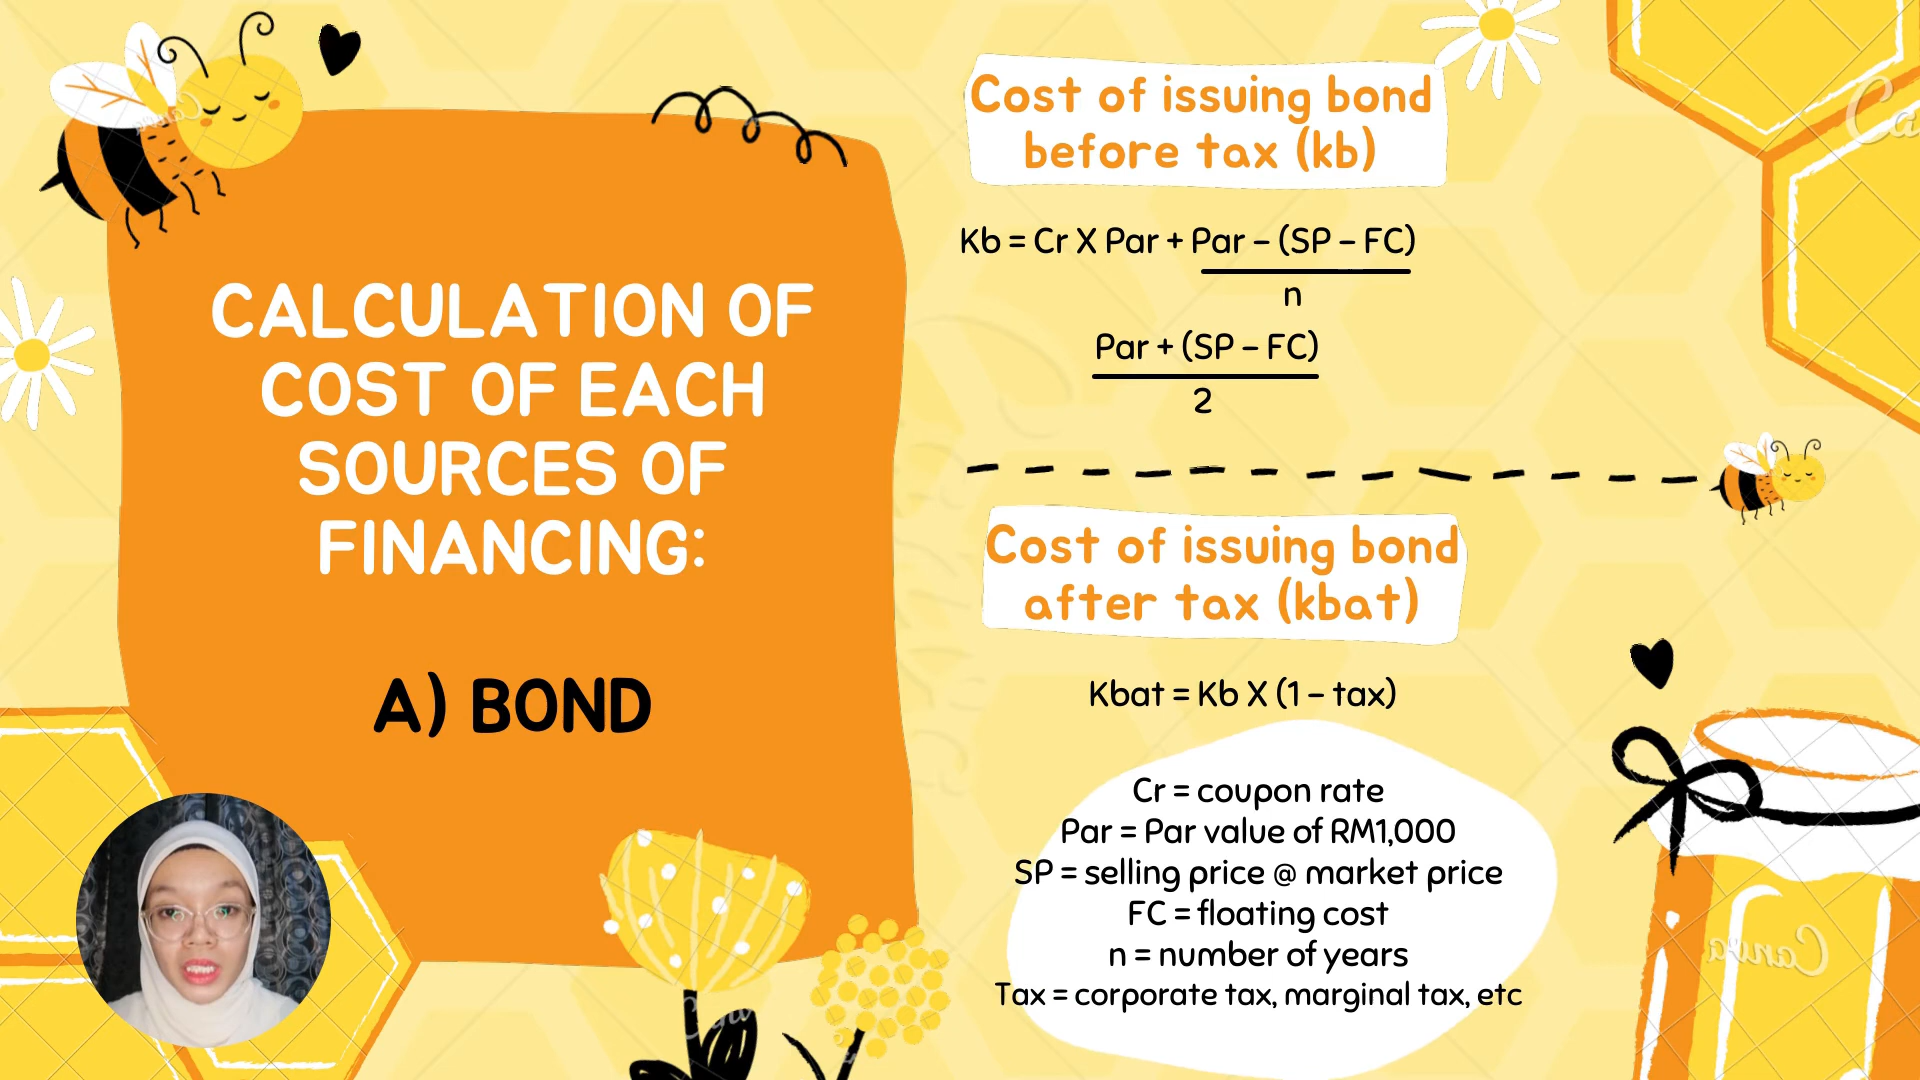 CALCULATION OF
COST OF EACH
SOURCES OF
FINANCING:
A) BOND
Cost of issuing bond
before tax (kb)
Kb = Cr X Par + Par - (SP - FC)
n
Par + (SP - FC)
2
Cost of issuing bond
after tax (kbat)
Kbat = Kb X (1 - tax)
Cr = coupon rate
Par = Par value of RM1,000
SP = selling price @ market price
FC = floating cost
n = number of years
Tax = corporate tax, marginal tax, etc
Canva